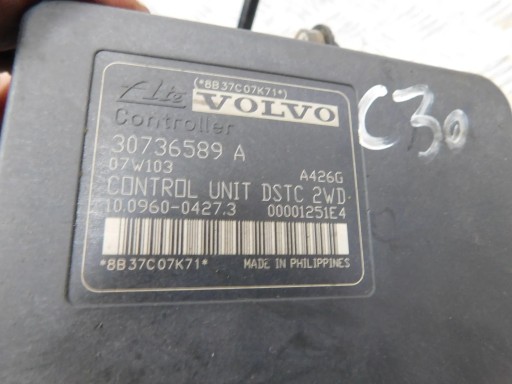 *8B37C07K71*
Ate VOLVO
C30
Controller
30736589 A
07W103 A426G
CONTROL UNIT DSTC 2WD
10.0960-0427.3 00001251E4
*8B37C07K71* MADE IN PHILIPPINES